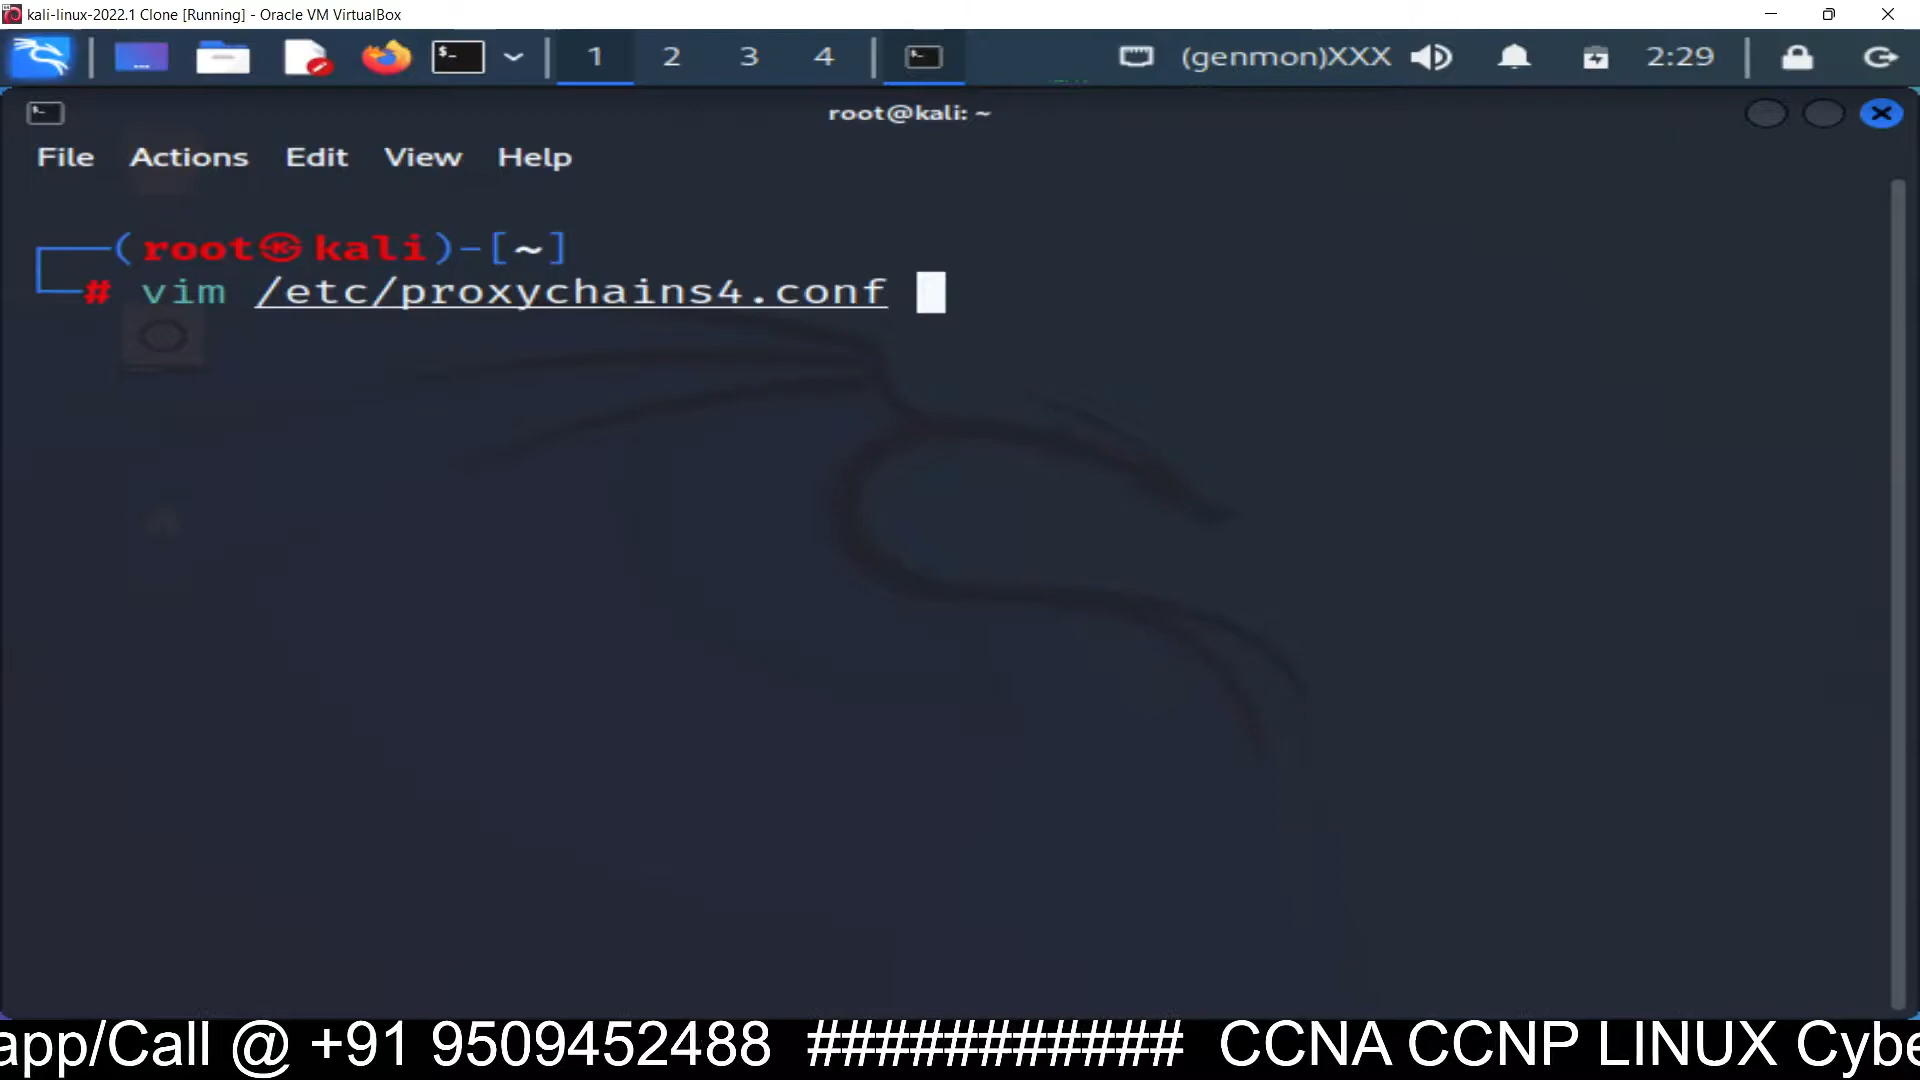 kali-linux-2022.1 Clone [Running] - Oracle VM VirtualBox
1 2 3 4 (genmon)XXX 2:29
root@kali: ~
File Actions Edit View Help
(root㉿kali)-[~]
# vim /etc/proxychains4.conf
app/Call @ +91 9509452488 ########### CCNA CCNP LINUX Cybe